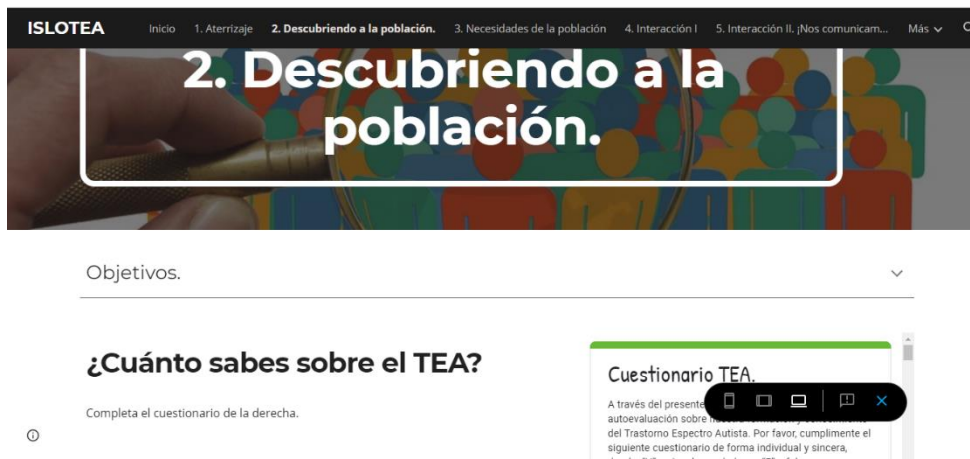 ISLOTEA Inicio 1. Aterrizaje 2. Descubriendo a la población. 3. Necesidades de la población 4. Interacción I 5. Interacción II. ¡Nos comunicam... Más
2. Descubriendo a la
población.
Objetivos.
¿Cuánto sabes sobre el TEA?
Completa el cuestionario de la derecha.
Cuestionario TEA.
A través del presente
autoevaluación sobre
del Trastorno Espectro Autista. Por favor, cumplimente el
siguiente cuestionario de forma individual y sincera,